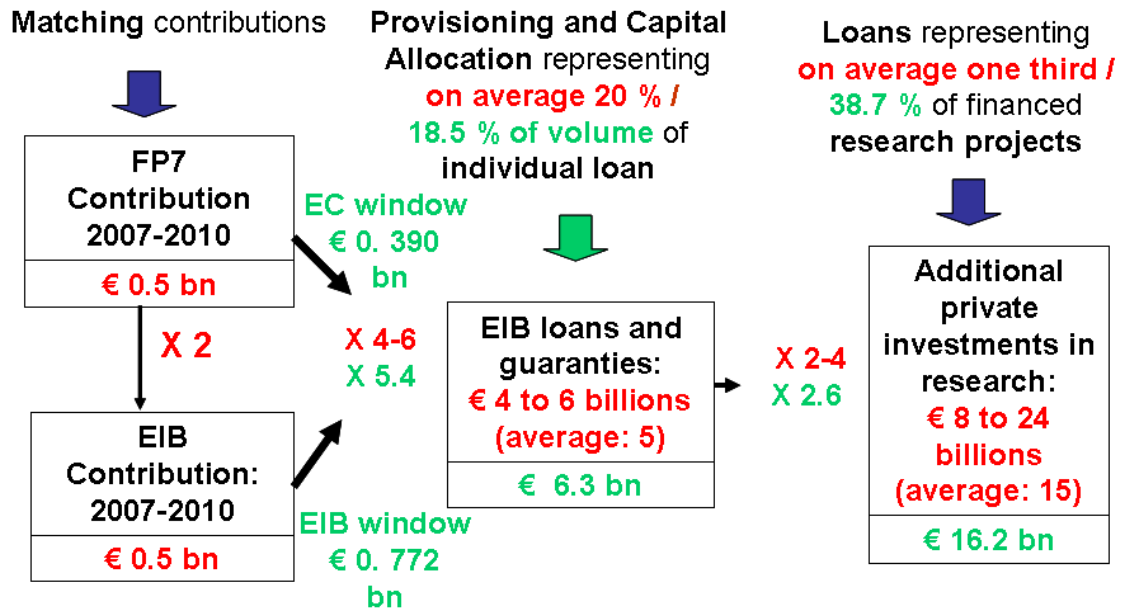 Matching contributions
FP7
Contribution
2007-2010
€ 0.5 bn
X 2
EIB
Contribution:
2007-2010
€ 0.5 bn
EC window
€ 0. 390
bn
X 4-6
X 5.4
EIB window
€ 0. 772
bn
Provisioning and Capital
Allocation representing
on average 20 % /
18.5 % of volume of
individual loan
EIB loans and
guaranties:
€ 4 to 6 billions
(average: 5)
€ 6.3 bn
X 2-4
X 2.6
Loans representing
on average one third /
38.7 % of financed
research projects
Additional
private
investments in
research:
€ 8 to 24
billions
(average: 15)
€ 16.2 bn